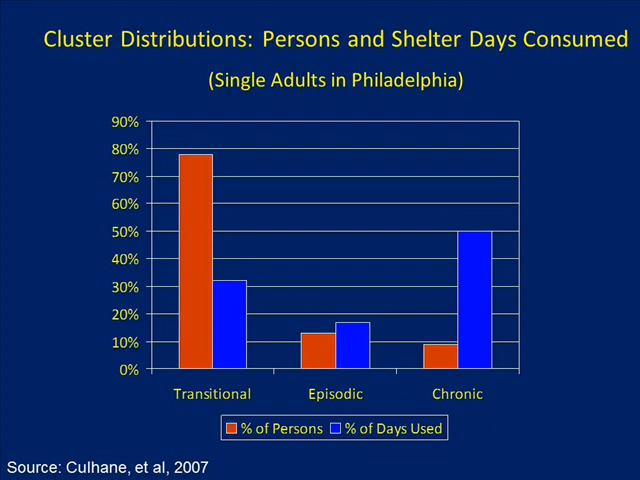 Cluster Distributions: Persons and Shelter Days Consumed
(Single Adults in Philadelphia)
90%
80%
70%
60%
50%
40%
30%
20%
10%
0%
Transitional Episodic Chronic
% of Persons % of Days Used
Source: Culhane, et al, 2007